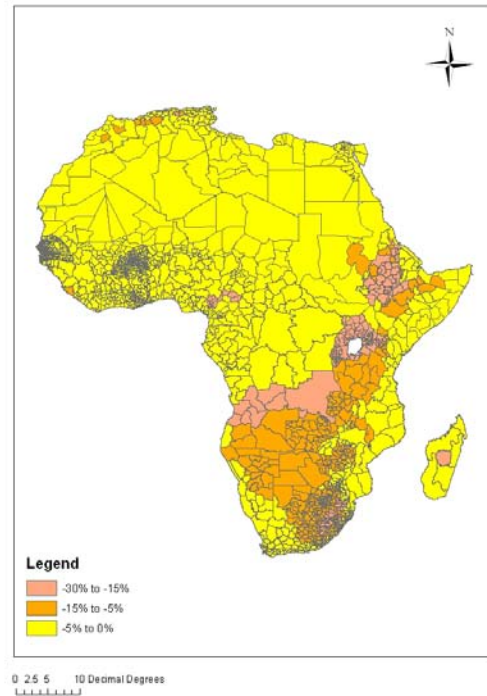 N
Legend
-30% to -15%
-15% to -5%
-5% to 0%
0 2.5 5 10 Decimal Degrees